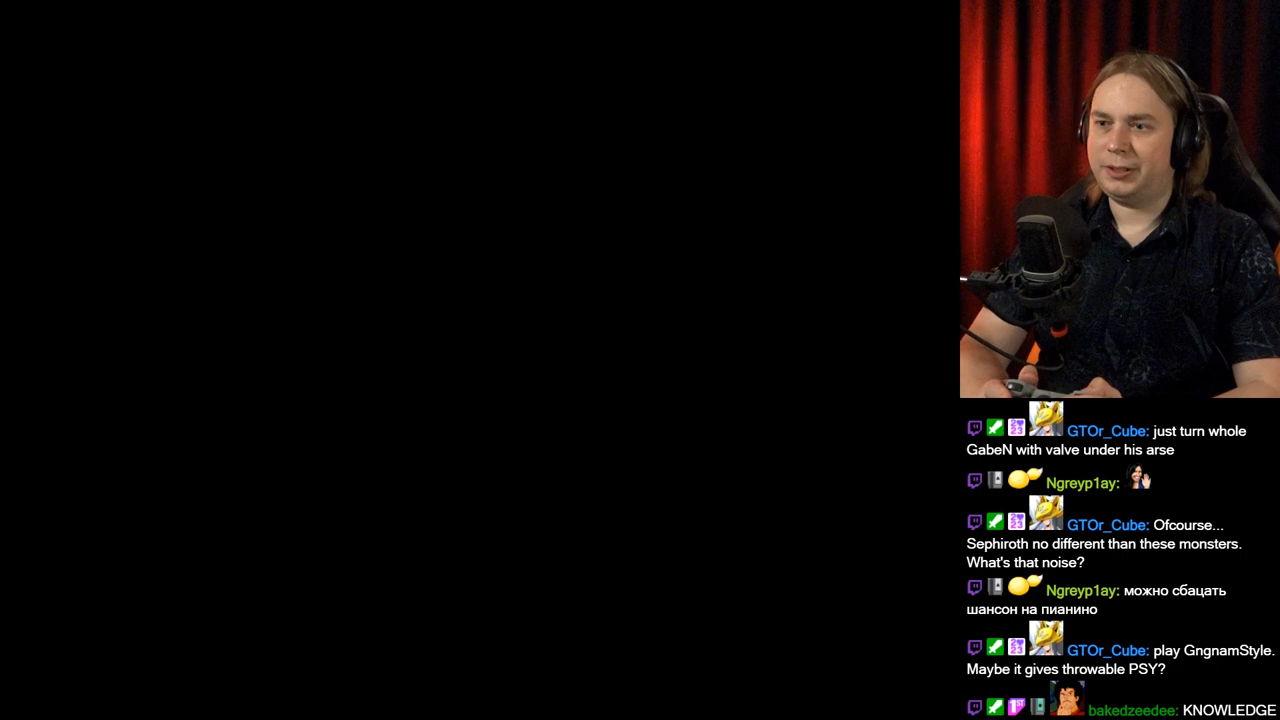 GTOr_Cube: just turn whole
GabeN with valve under his arse
Ngreyp1ay:
GTOr_Cube: Ofcourse...
Sephiroth no different than these monsters.
What's that noise?
Ngreyp1ay: можно сбацать
шансон на пианино
GTOr_Cube: play GngnamStyle.
Maybe it gives throwable PSY?
bakedzeedee: KNOWLEDGE